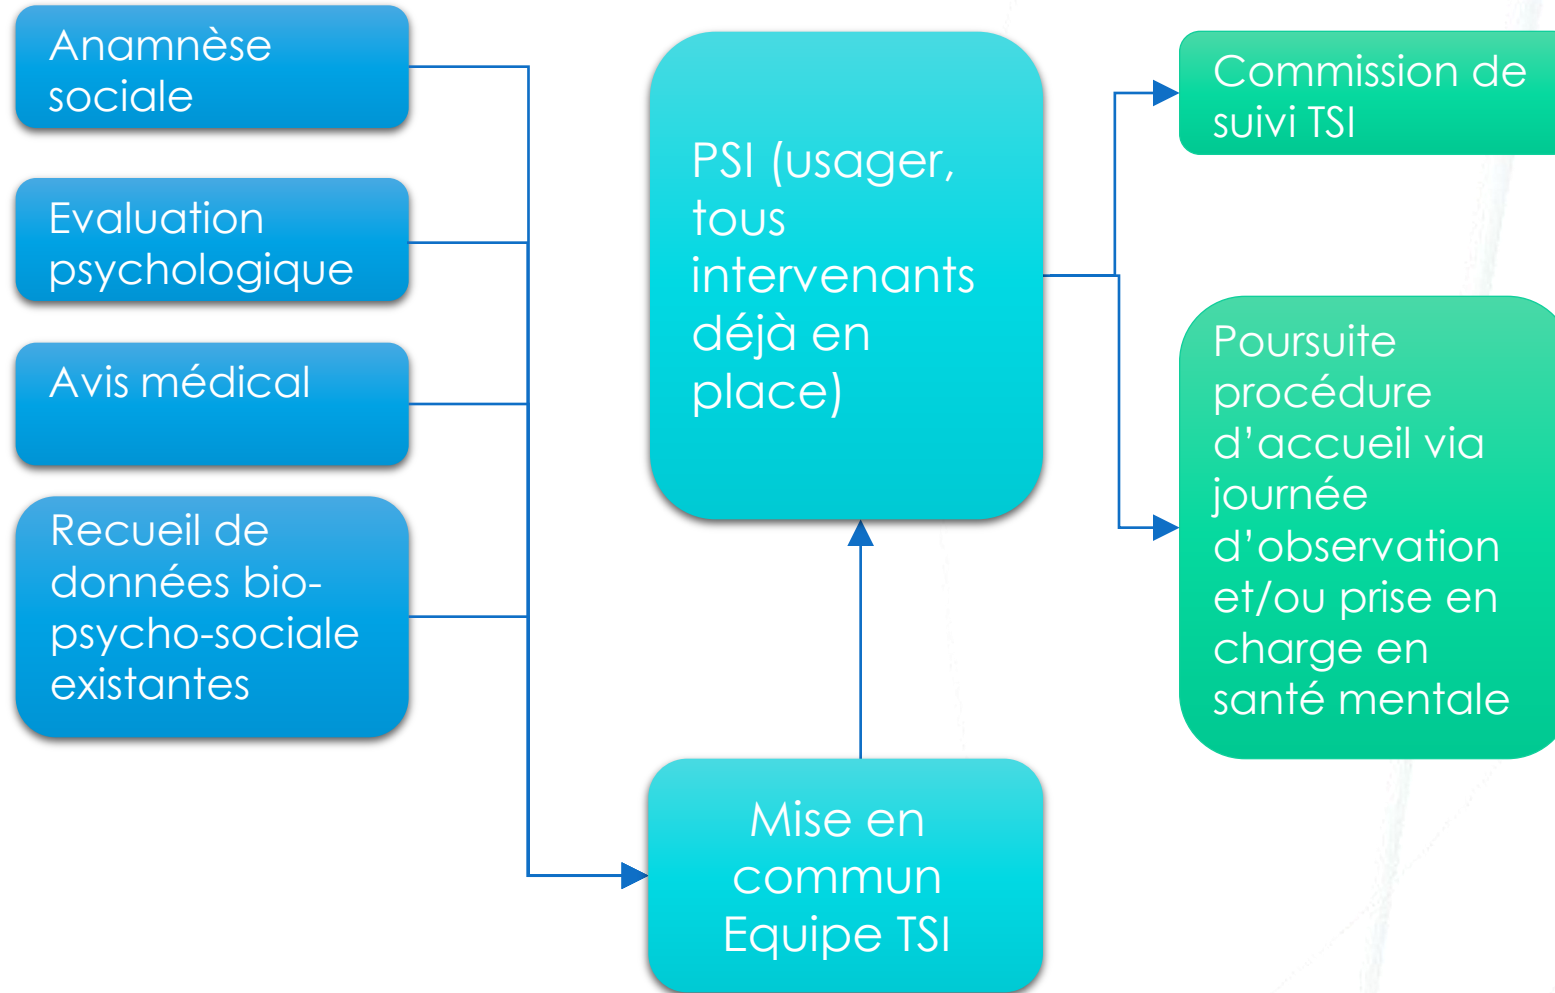 Anamnèse
sociale
Evaluation
psychologique
Avis médical
Recueil de
données bio-
psycho-sociale
existantes
PSI (usager,
tous
intervenants
déjà en
place)
Mise en
commun
Equipe TSI
Commission de
suivi TSI
Poursuite
procédure
d’accueil via
journée
d’observation
et/ou prise en
charge en
santé mentale